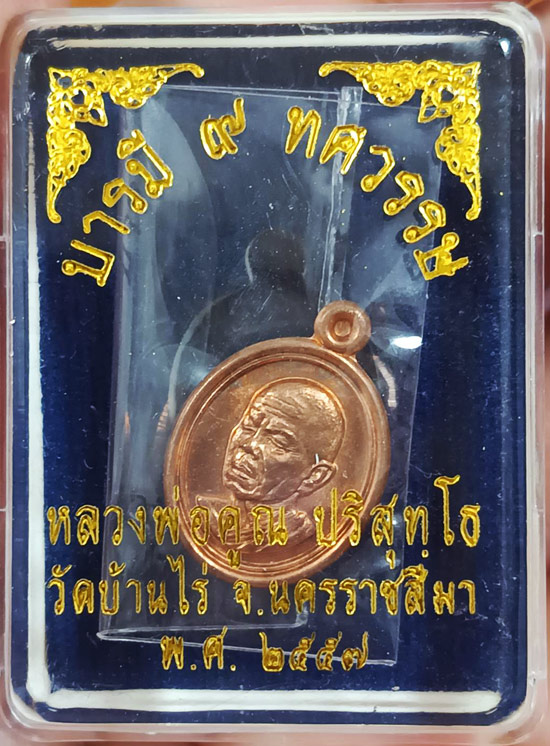 บารมี ๙ ทศวรรษ
หลวงพ่อคูณ ปริสุทฺโธ
วัดบ้านไร่ จ.นครราชสีมา
พ.ศ. ๒๕๕๗